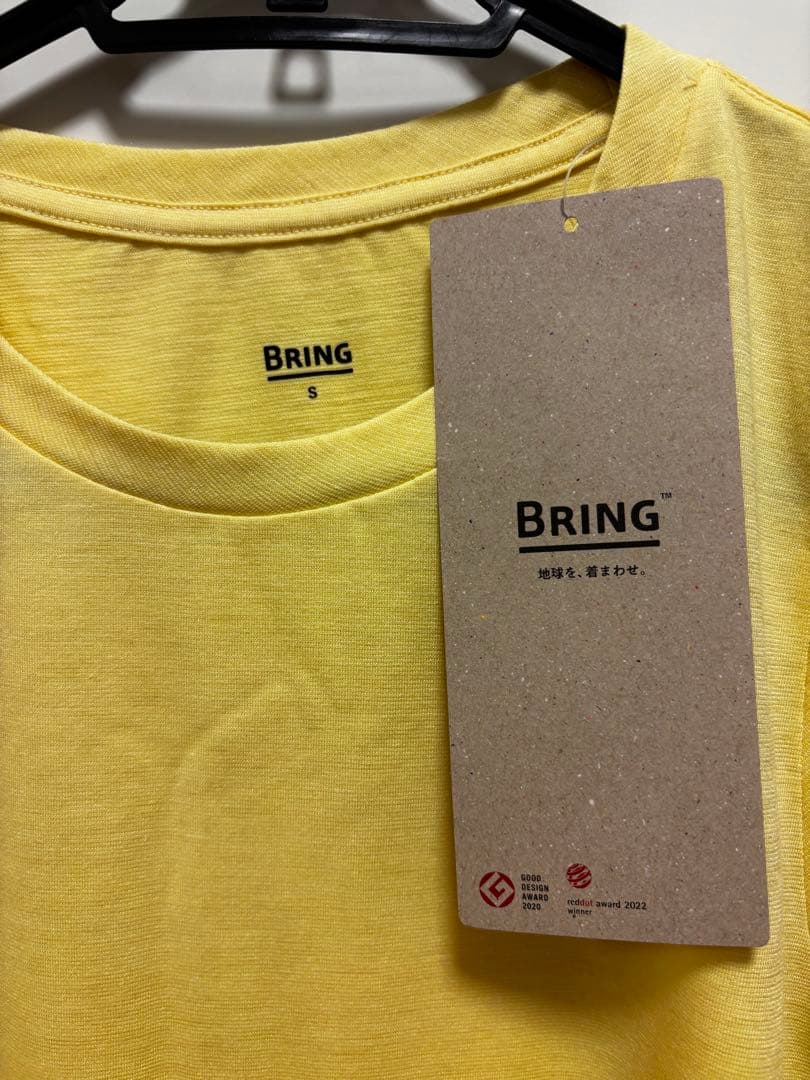 BRING
S
BRING™
地球を、着まわせ。
GOOD
DESIGN
AWARD
2020
reddot award 2022
winner